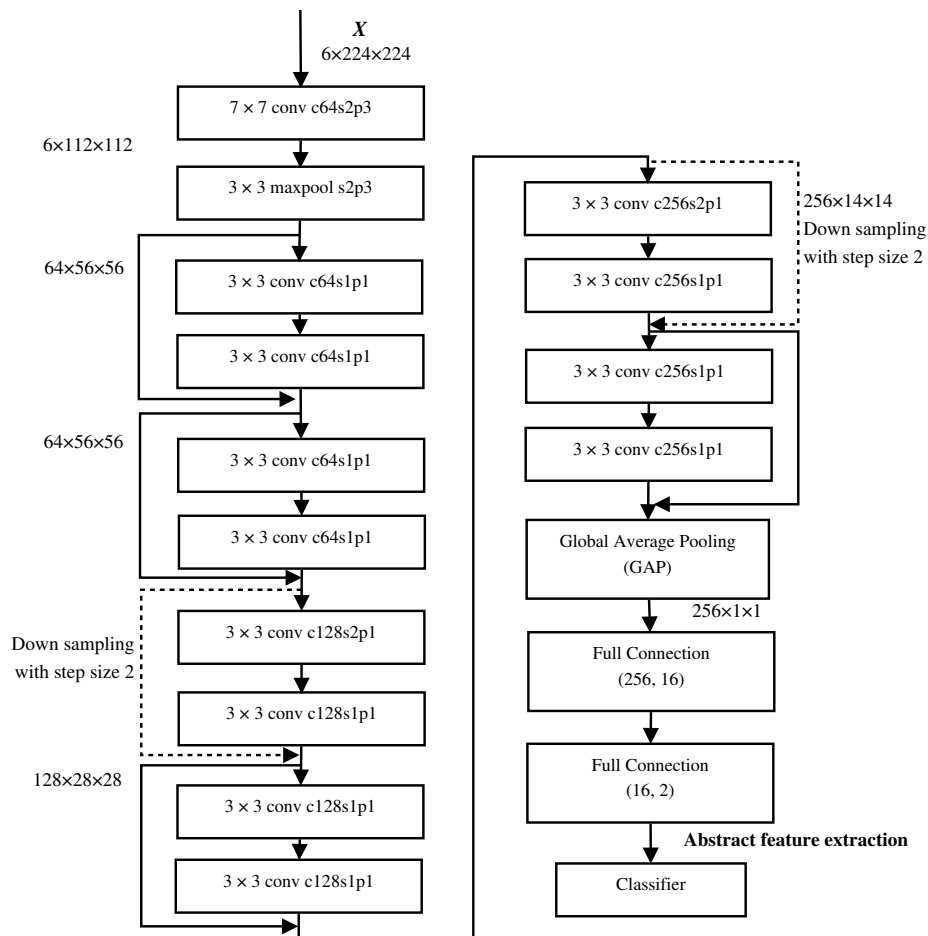 X
6×224×224
7 × 7 conv c64s2p3
6×112×112
3 × 3 maxpool s2p3
64×56×56
3 × 3 conv c64s1p1
3 × 3 conv c64s1p1
64×56×56
3 × 3 conv c64s1p1
3 × 3 conv c64s1p1
Down sampling
with step size 2
3 × 3 conv c128s2p1
3 × 3 conv c128s1p1
128×28×28
3 × 3 conv c128s1p1
3 × 3 conv c128s1p1
3 × 3 conv c256s2p1
256×14×14
Down sampling
with step size 2
3 × 3 conv c256s1p1
3 × 3 conv c256s1p1
3 × 3 conv c256s1p1
Global Average Pooling
(GAP)
256×1×1
Full Connection
(256, 16)
Full Connection
(16, 2)
Abstract feature extraction
Classifier